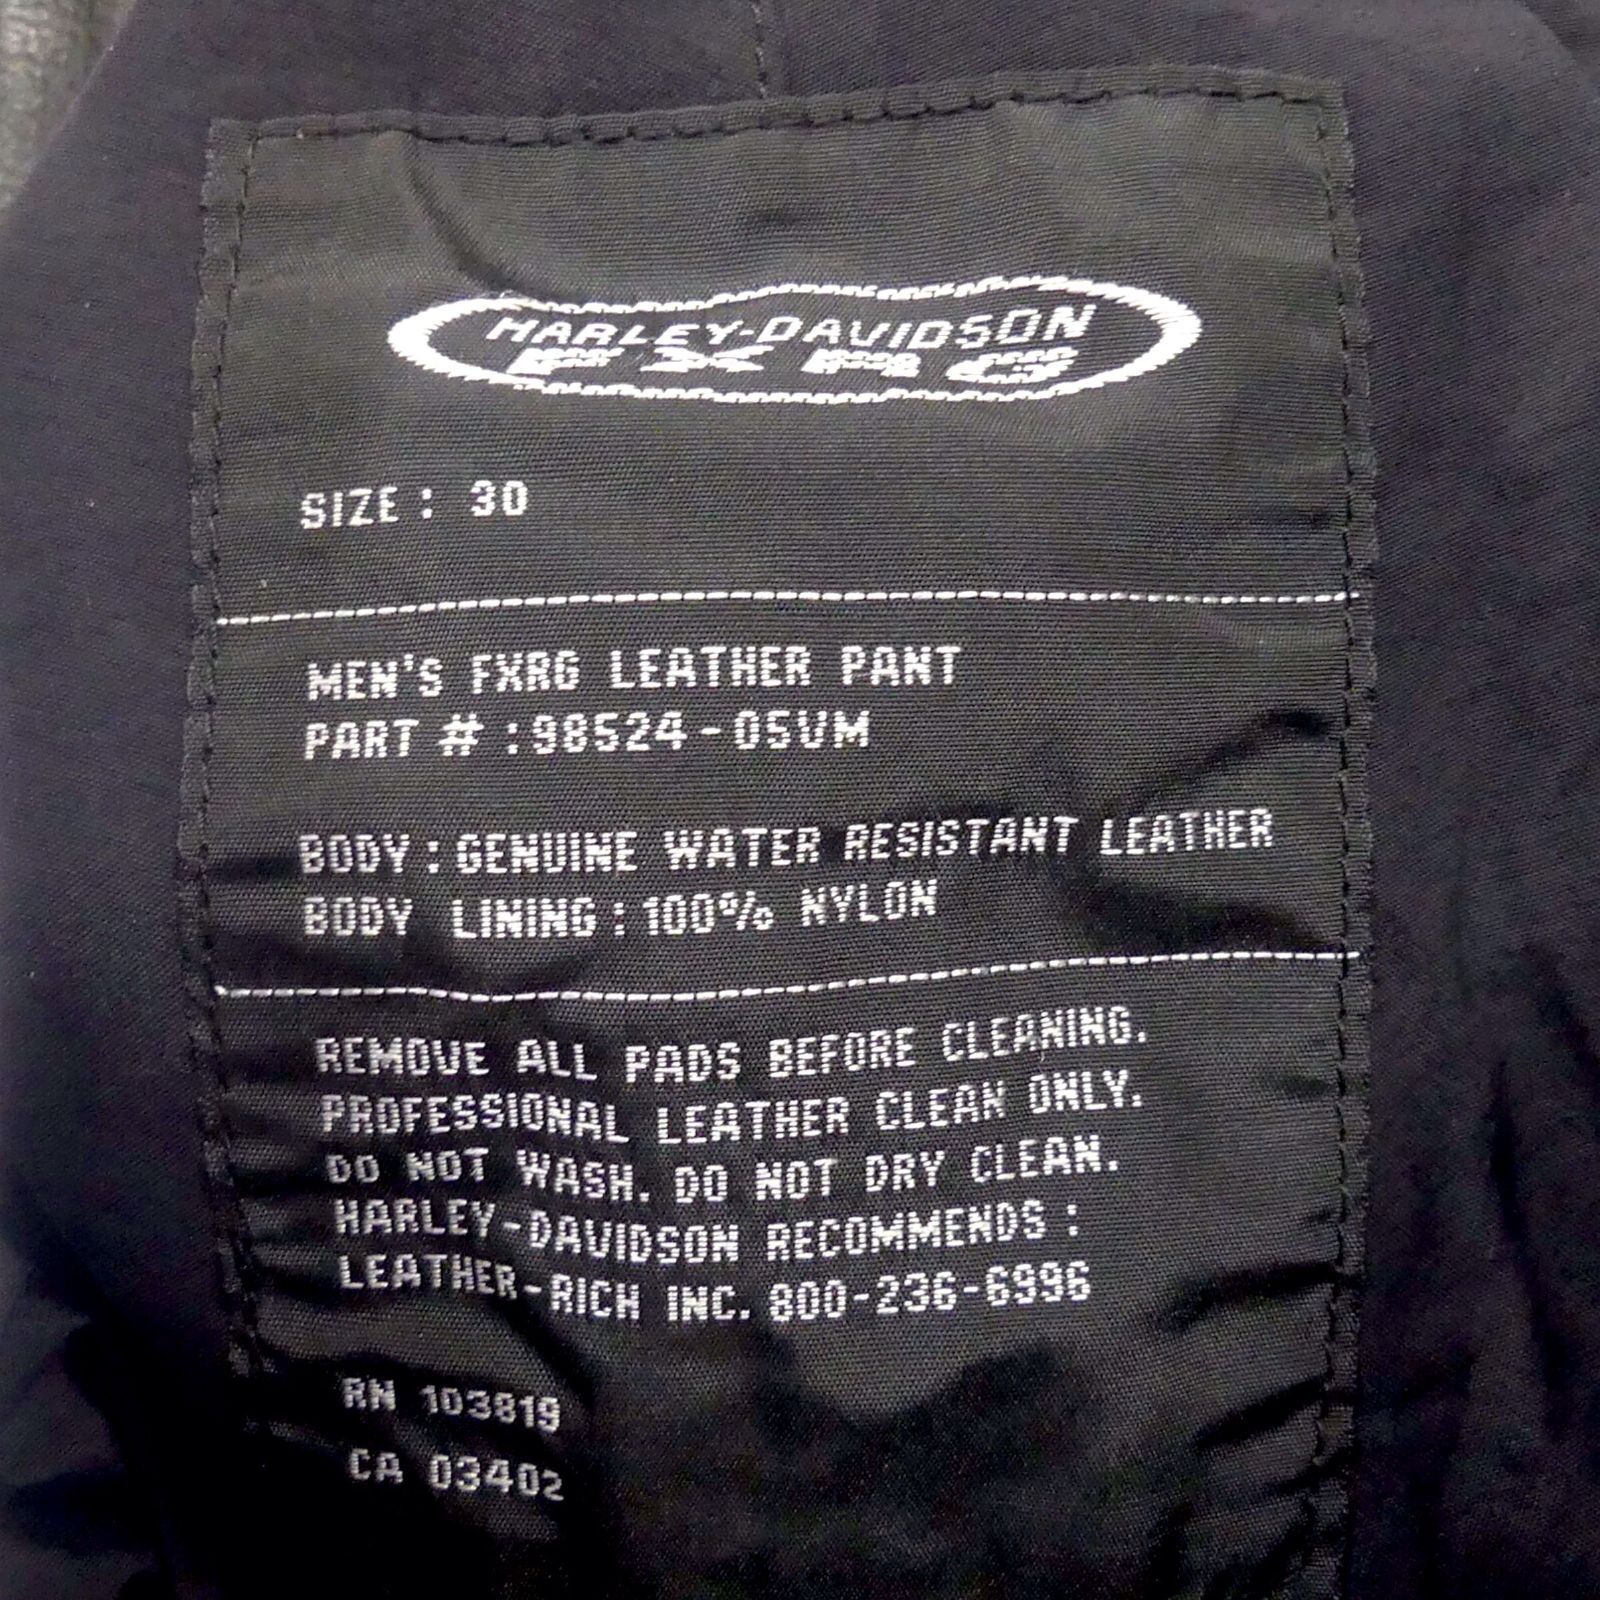 HARLEY-DAVIDSON
FXRG
SIZE: 30
MEN'S FXRG LEATHER PANT
PART #:98524-05VM
BODY:GENUINE WATER RESISTANT LEATHER
BODY LINING:100% NYLON
REMOVE ALL PADS BEFORE CLEANING.
PROFESSIONAL LEATHER CLEAN ONLY.
DO NOT WASH. DO NOT DRY CLEAN.
HARLEY-DAVIDSON RECOMMENDS:
LEATHER-RICH INC. 800-236-6996
RN 103819
CA 03402